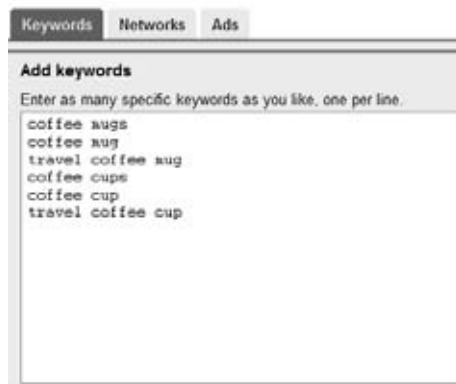 Keywords Networks Ads
Add keywords
Enter as many specific keywords as you like, one per line.
coffee mugs
coffee mug
travel coffee mug
coffee cups
coffee cup
travel coffee cup